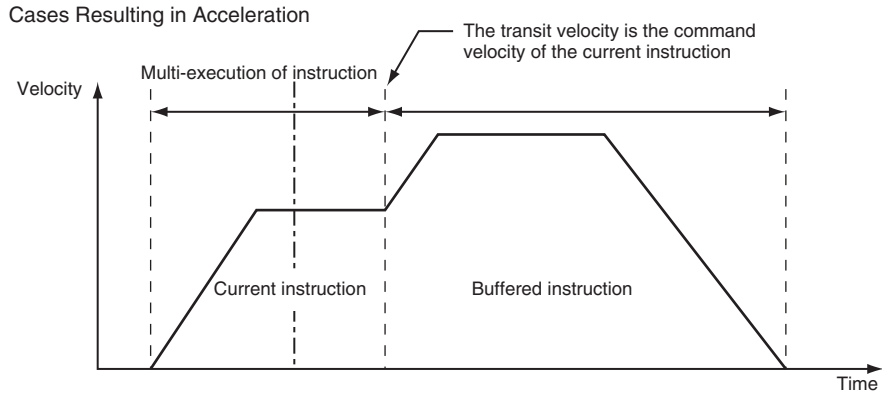 Cases Resulting in Acceleration
The transit velocity is the command
velocity of the current instruction
Multi-execution of instruction
Velocity
Current instruction
Buffered instruction
Time